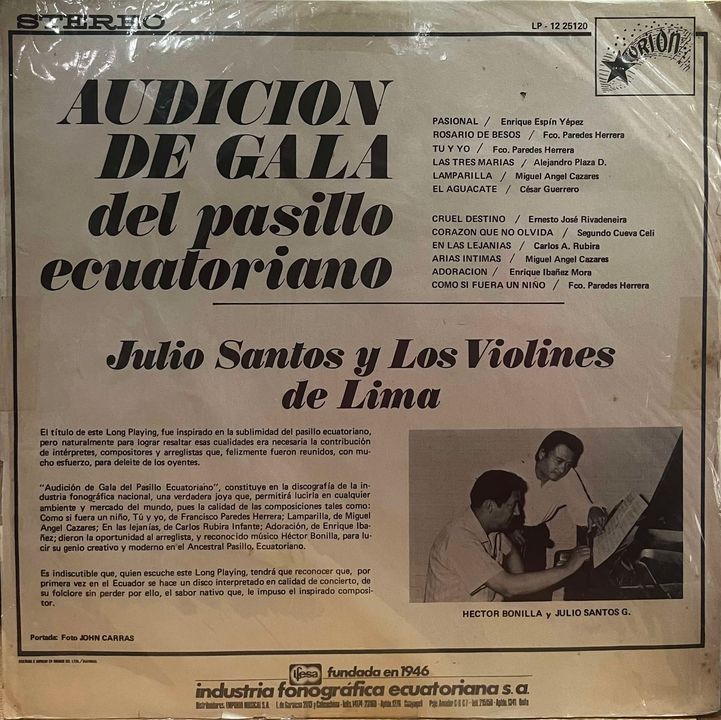 STEREO
LP - 12 25120
ORION
AUDICION
DE GALA
del pasillo
ecuatoriano
PASIONAL / Enrique Espín Yépez
ROSARIO DE BESOS / Fco. Paredes Herrera
TU Y YO / Fco. Paredes Herrera
LAS TRES MARIAS / Alejandro Plaza D.
LAMPARILLA / Miguel Angel Cazares
EL AGUACATE / César Guerrero
CRUEL DESTINO / Ernesto José Rivadeneira
CORAZON QUE NO OLVIDA / Segundo Cueva Celi
EN LAS LEJANIAS / Carlos A. Rubira
ARIAS INTIMAS / Miguel Angel Cazares
ADORACION / Enrique Ibañez Mora
COMO SI FUERA UN NIÑO / Fco. Paredes Herrera
Julio Santos y Los Violines
de Lima
El título de este Long Playing, fue inspirado en la sublimidad del pasillo ecuatoriano,
pero naturalmente para lograr resaltar esas cualidades era necesaria la contribución
de intérpretes, compositores y arreglistas que, felizmente fueron reunidos, con mu-
cho esfuerzo, para deleite de los oyentes.
"Audición de Gala del Pasillo Ecuatoriano", constituye en la discografía de la in-
dustria fonográfica nacional, una verdadera joya que, permitirá lucirla en cualquier
ambiente y mercado del mundo, pues la calidad de las composiciones tales como:
Como si fuera un niño, Tú y yo, de Francisco Paredes Herrera; Lamparilla, de Miguel
Angel Cazares; En las lejanías, de Carlos Rubira Infante; Adoración, de Enrique Iba-
ñez; dieron la oportunidad al arreglista, y reconocido músico Héctor Bonilla, para lu-
cir su genio creativo y moderno en el Ancestral Pasillo, Ecuatoriano.
Es indiscutible que, quien escuche este Long Playing, tendrá que reconocer que, por
primera vez en el Ecuador se hace un disco interpretado en calidad de concierto, de
su folclore sin perder por ello, el sabor nativo que, le impuso el inspirado composi-
tor.
HECTOR BONILLA y JULIO SANTOS G.
Portada: Foto JOHN CARRAS
ifesa fundada en 1946
industria fonográfica ecuatoriana s.a.
Distribuidores: EMPORIO MUSICAL S.A.